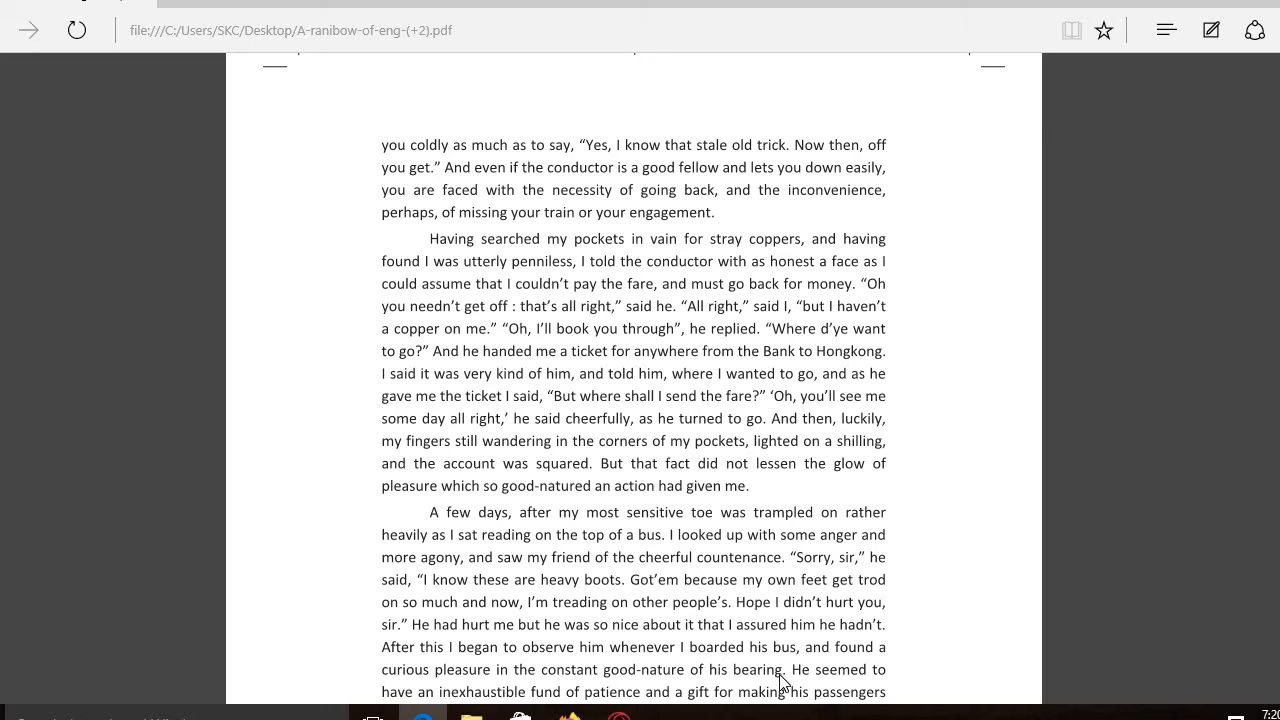 file:///C:/Users/SKC/Desktop/A-ranibow-of-eng-(+2).pdf
you coldly as much as to say, “Yes, I know that stale old trick. Now then, off
you get.” And even if the conductor is a good fellow and lets you down easily,
you are faced with the necessity of going back, and the inconvenience,
perhaps, of missing your train or your engagement.
Having searched my pockets in vain for stray coppers, and having
found I was utterly penniless, I told the conductor with as honest a face as I
could assume that I couldn’t pay the fare, and must go back for money. “Oh
you needn’t get off : that’s all right,” said he. “All right,” said I, “but I haven’t
a copper on me.” “Oh, I’ll book you through”, he replied. “Where d’ye want
to go?” And he handed me a ticket for anywhere from the Bank to Hongkong.
I said it was very kind of him, and told him, where I wanted to go, and as he
gave me the ticket I said, “But where shall I send the fare?” ‘Oh, you’ll see me
some day all right,’ he said cheerfully, as he turned to go. And then, luckily,
my fingers still wandering in the corners of my pockets, lighted on a shilling,
and the account was squared. But that fact did not lessen the glow of
pleasure which so good-natured an action had given me.
A few days, after my most sensitive toe was trampled on rather
heavily as I sat reading on the top of a bus. I looked up with some anger and
more agony, and saw my friend of the cheerful countenance. “Sorry, sir,” he
said, “I know these are heavy boots. Got’em because my own feet get trod
on so much and now, I’m treading on other people’s. Hope I didn’t hurt you,
sir.” He had hurt me but he was so nice about it that I assured him he hadn’t.
After this I began to observe him whenever I boarded his bus, and found a
curious pleasure in the constant good-nature of his bearing. He seemed to
have an inexhaustible fund of patience and a gift for making his passengers